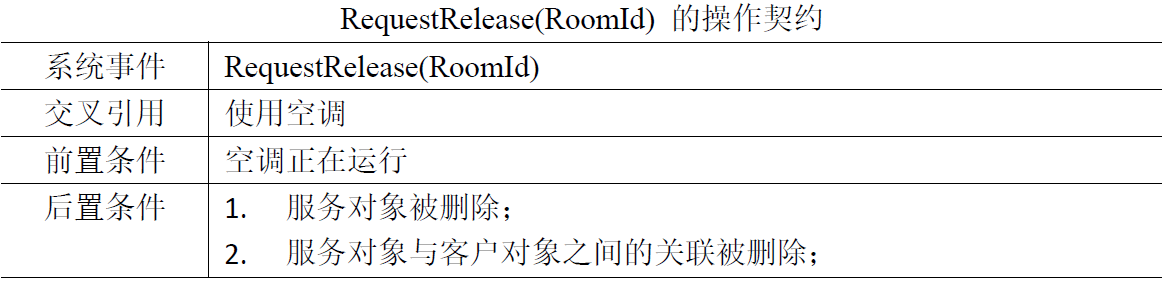 RequestRelease(RoomId) 的操作契约
系统事件 RequestRelease(RoomId)
交叉引用 使用空调
前置条件 空调正在运行
后置条件 1. 服务对象被删除；
2. 服务对象与客户对象之间的关联被删除；